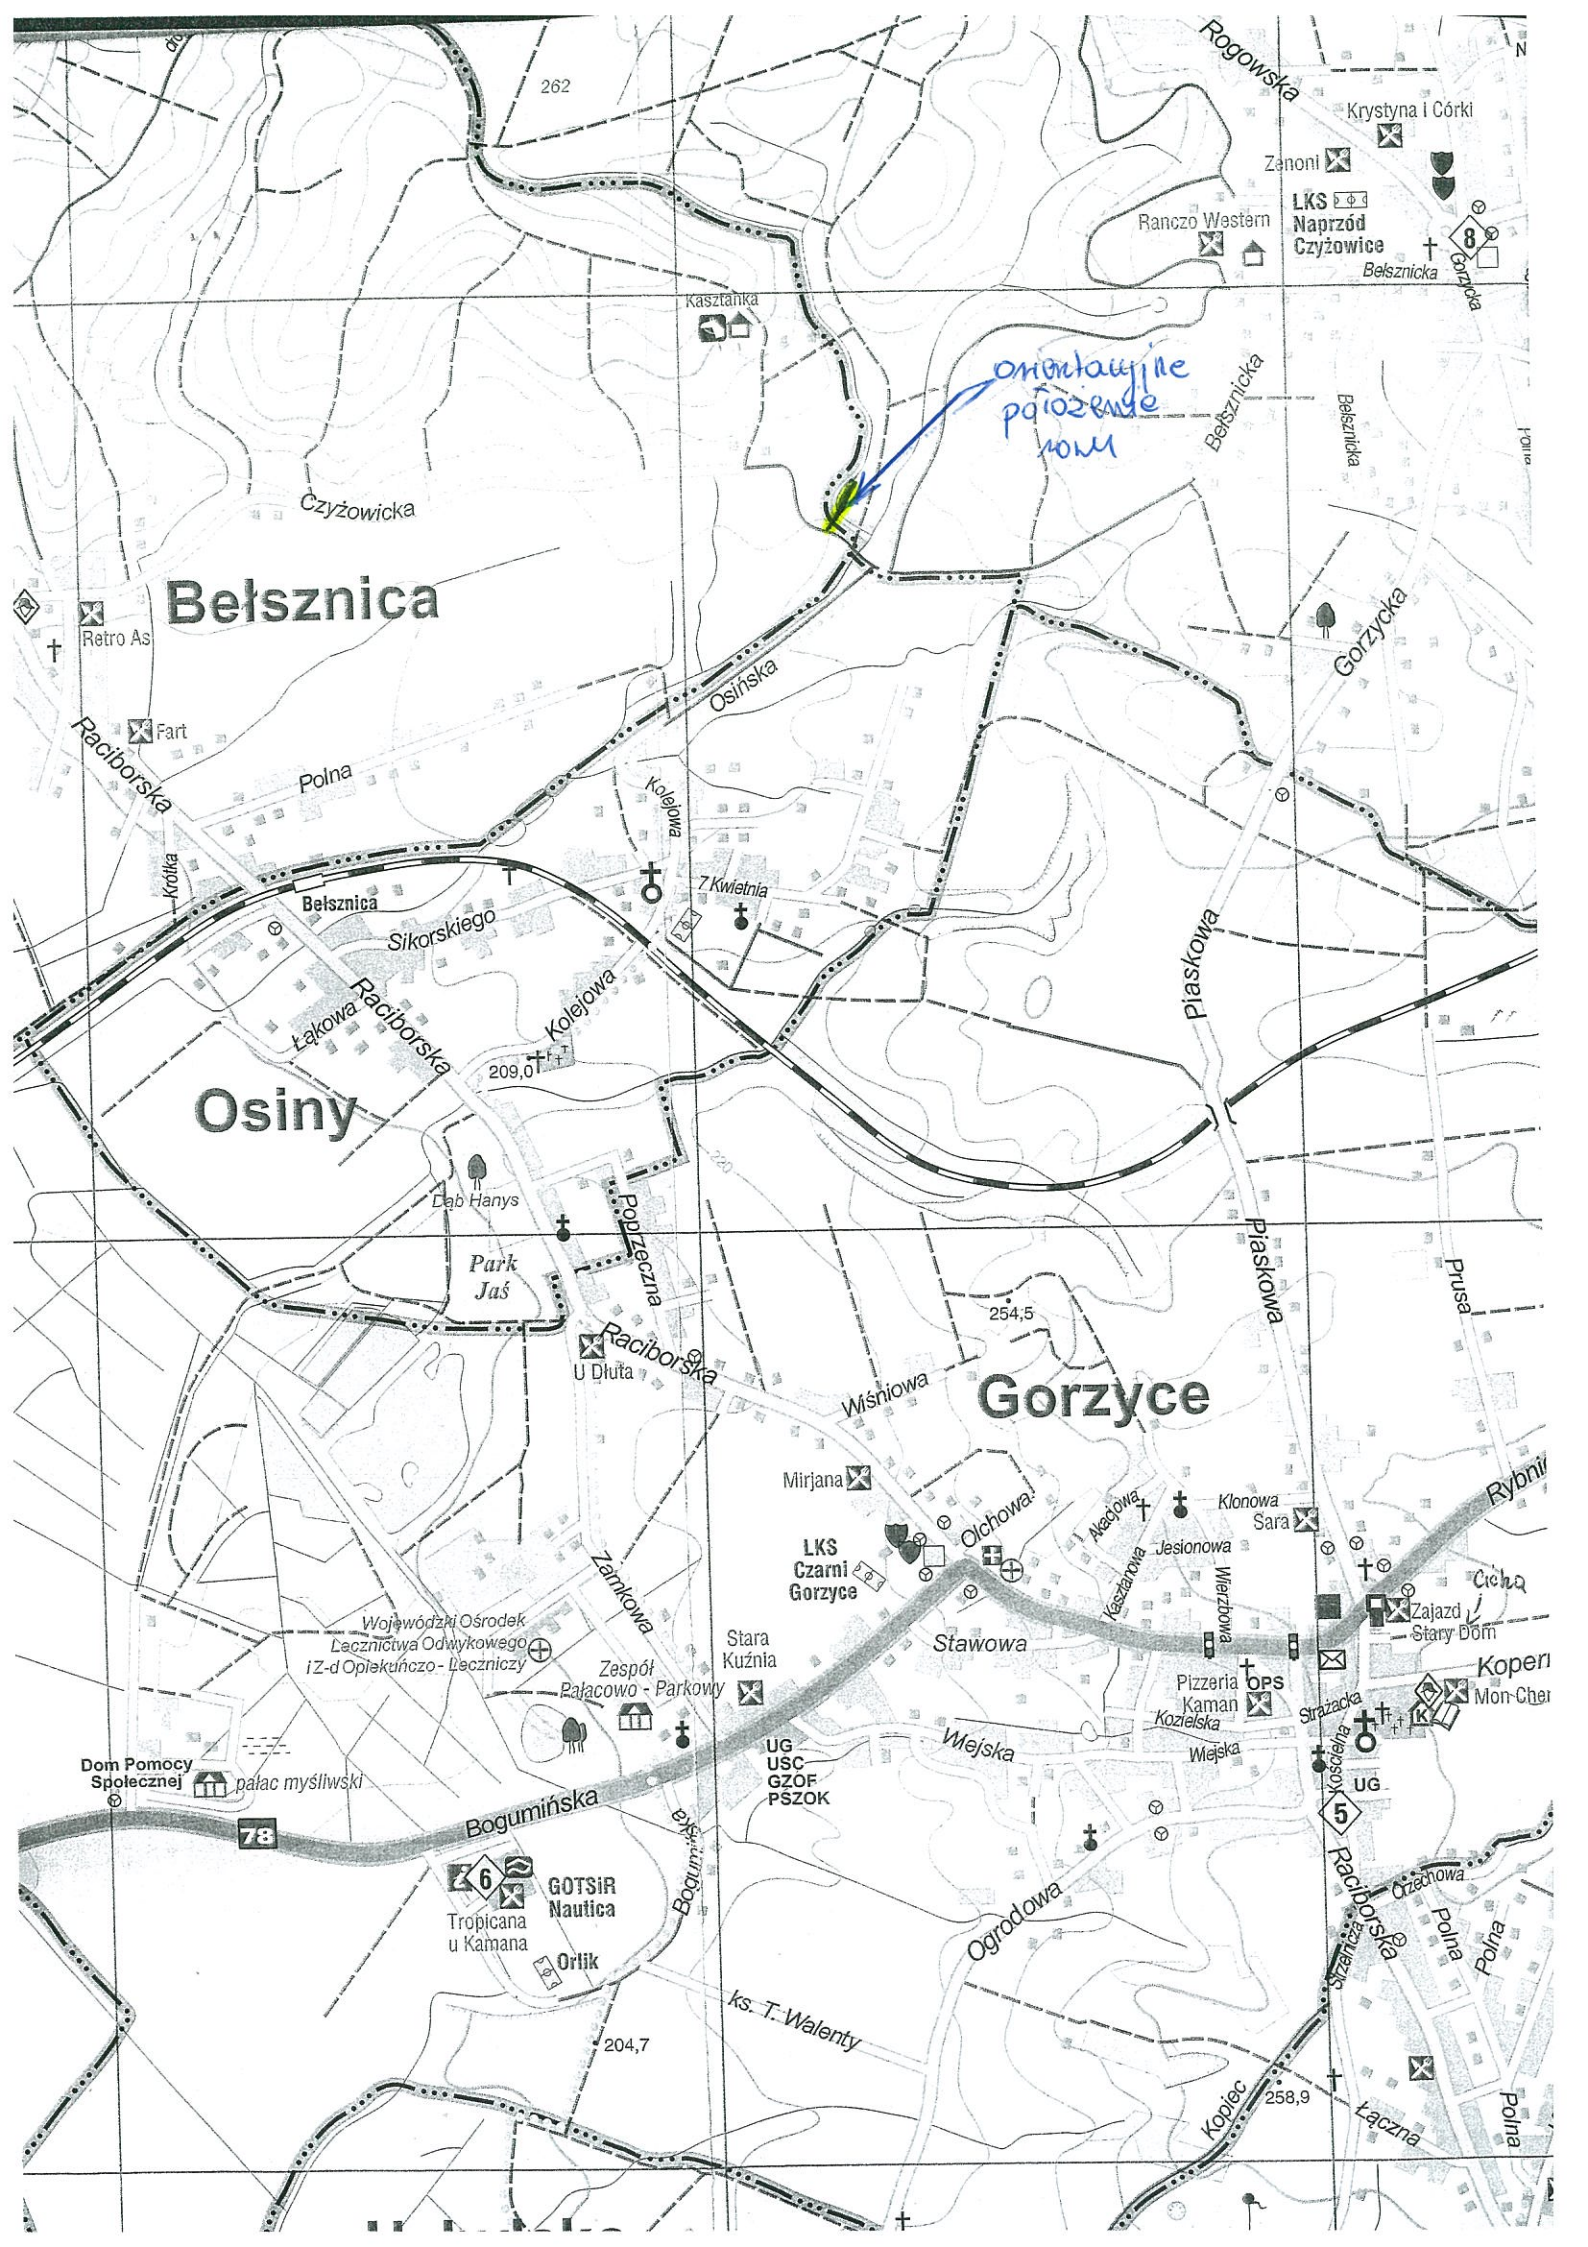 Rogowska
N
262
Krystyna i Córki
Zenoni
LKS
Naprzód
Czyżowice
Ranczo Western
8
Bełsznicka
Gorzycka
Kasztanka
orientacyjne
położenie
rowu
Bełsznicka
Bełsznicka
Polna
Czyżowicka
Bełsznica
Gorzycka
Retro As
Osińska
Fart
Raciborska
Polna
Kolejowa
Krótka
7 Kwietnia
Bełsznica
Sikorskiego
Piaskowa
Raciborska
Łąkowa
Kolejowa
209,0
Osiny
220
Dąb Hanys
Poprzeczna
Park
Jaś
Piaskowa
Prusa
254,5
Raciborska
U Dłuta
Wiśniowa
Gorzyce
Mirjana
Rybni
Olchowa
Akacjowa
Klonowa
Sara
Jesionowa
LKS
Czarni
Gorzyce
Kasztanowa
Wierzbowa
Zamkowa
Cicha
Zajazd
Stary Dom
Wojewódzki Ośrodek
Lecznictwa Odwykowego
i Z-d Opiekuńczo - Leczniczy
Stara
Kuźnia
Stawowa
Zespół
Pałacowo - Parkowy
Pizzeria
Kaman
OPS
Koperi
Mon Cher
Strażacka
K
Kozielska
Wiejska
Wiejska
UG
USC
GZOF
PSZOK
Kościelna
UG
Dom Pomocy
Społecznej
pałac myśliwski
5
Bogumińska
78
Bogumińska
Raciborska
Orzechowa
6
GOTSiR
Nautica
Tropicana
u Kamana
Orlik
Ogrodowa
Strzelnicza
Polna
Polna
ks. T. Walenty
204,7
Kopiec
258,9
Łączna
Polna